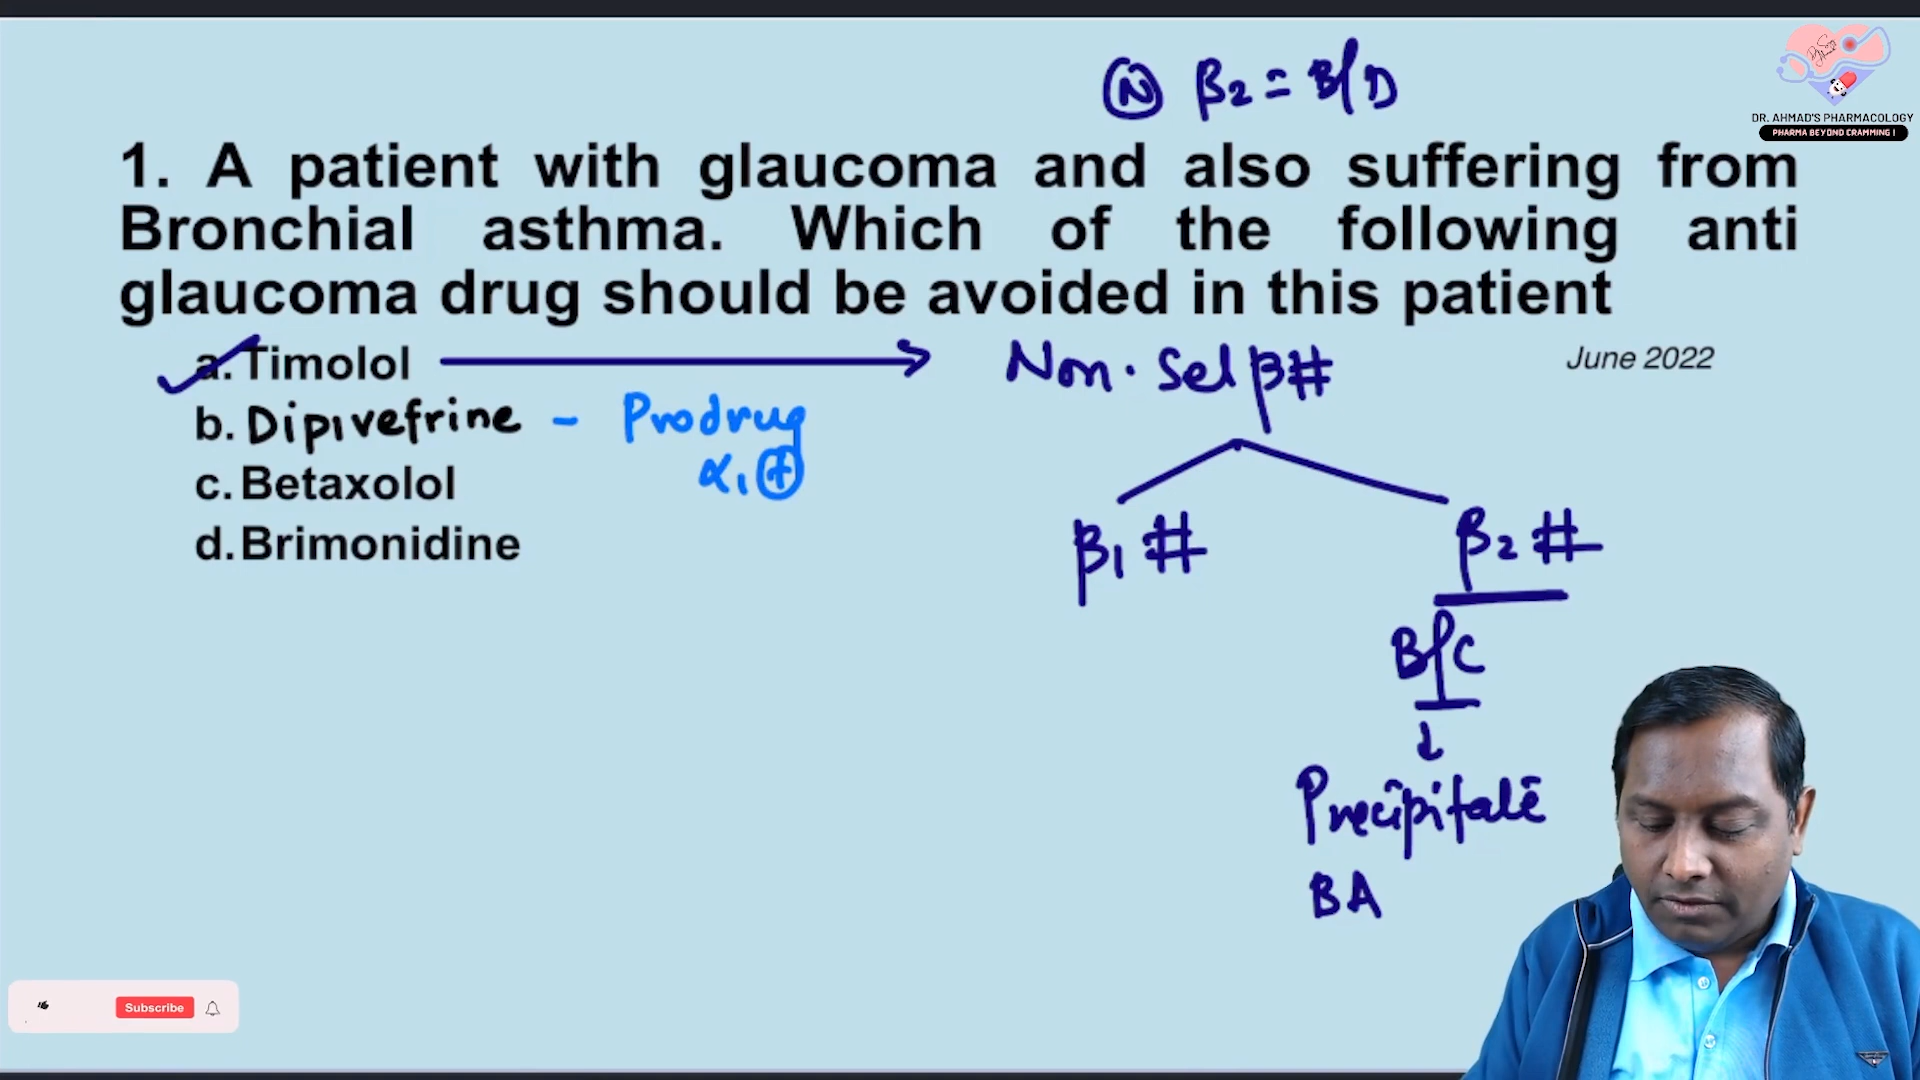 Ⓝ β2 = B/D
DR. AHMAD'S PHARMACOLOGY
PHARMA BEYOND CRAMMING !
1. A patient with glaucoma and also suffering from
Bronchial asthma. Which of the following anti
glaucoma drug should be avoided in this patient
June 2022
a. Timolol → Non. Sel β#
b. Dipivefrine - Prodrug
α1 ⊕
c. Betaxolol
d. Brimonidine
β1 # β2 #
B/C
↓
Precipitate
BA
Subscribe